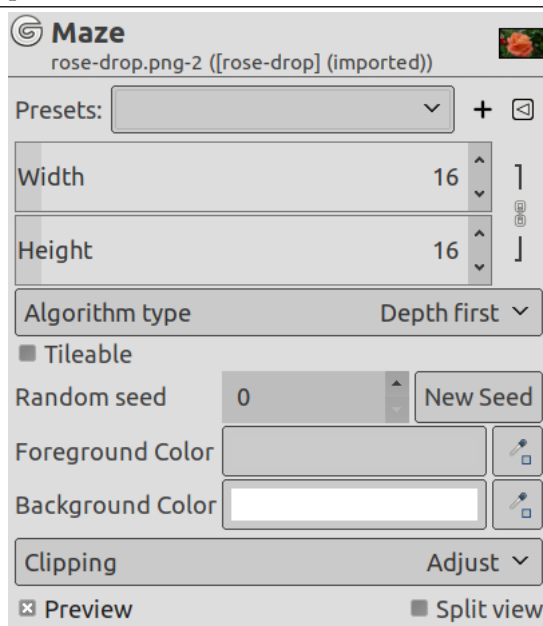 Maze
rose-drop.png-2 ([rose-drop] (imported))
Presets:
Width 16
Height 16
Algorithm type Depth first
Tileable
Random seed 0 New Seed
Foreground Color
Background Color
Clipping Adjust
Preview Split view